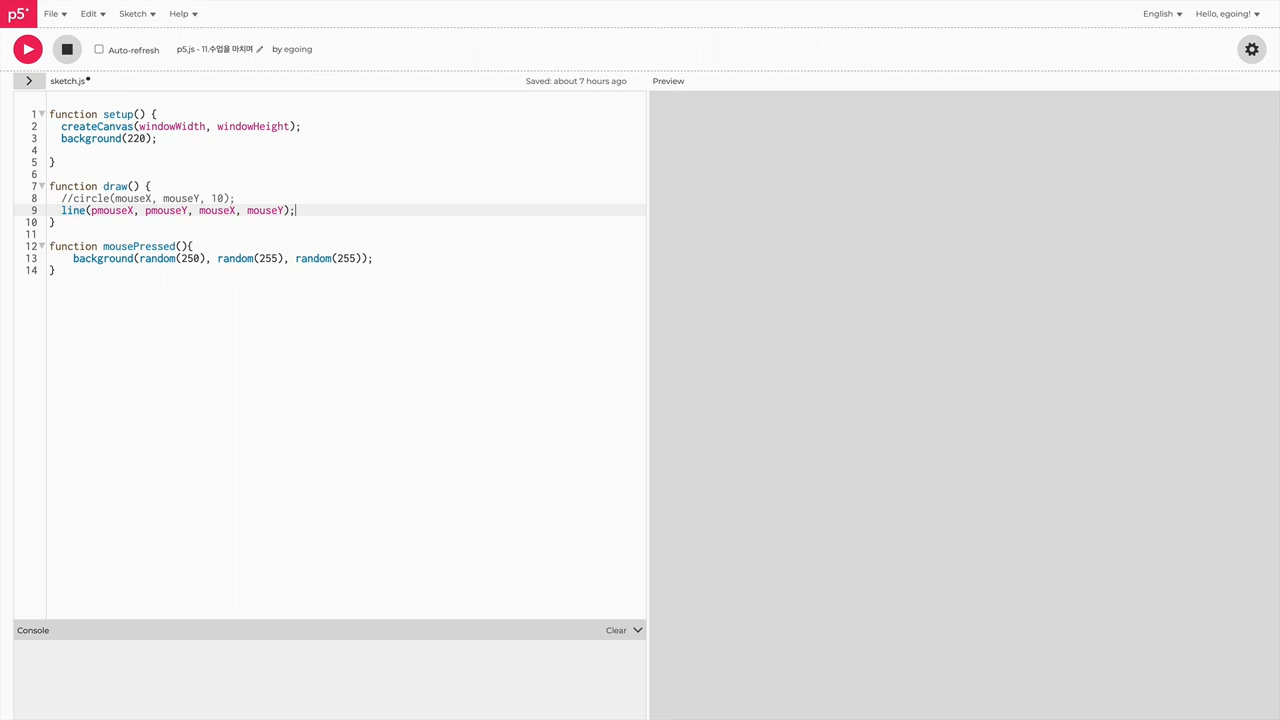 p5* File Edit Sketch Help English Hello, egoing!
Auto-refresh p5.js - 11.수업을 마치며 by egoing
sketch.js Saved: about 7 hours ago Preview
1 function setup() {
2 createCanvas(windowWidth, windowHeight);
3 background(220);
4
5 }
6
7 function draw() {
8 //circle(mouseX, mouseY, 10);
9 line(pmouseX, pmouseY, mouseX, mouseY);
10 }
11
12 function mousePressed(){
13 background(random(250), random(255), random(255));
14 }
Console Clear